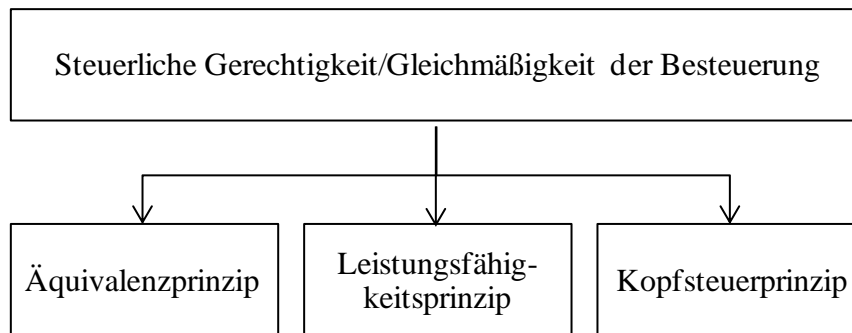 Steuerliche Gerechtigkeit/Gleichmäßigkeit der Besteuerung
Äquivalenzprinzip
Leistungsfähig-
keitsprinzip
Kopfsteuerprinzip